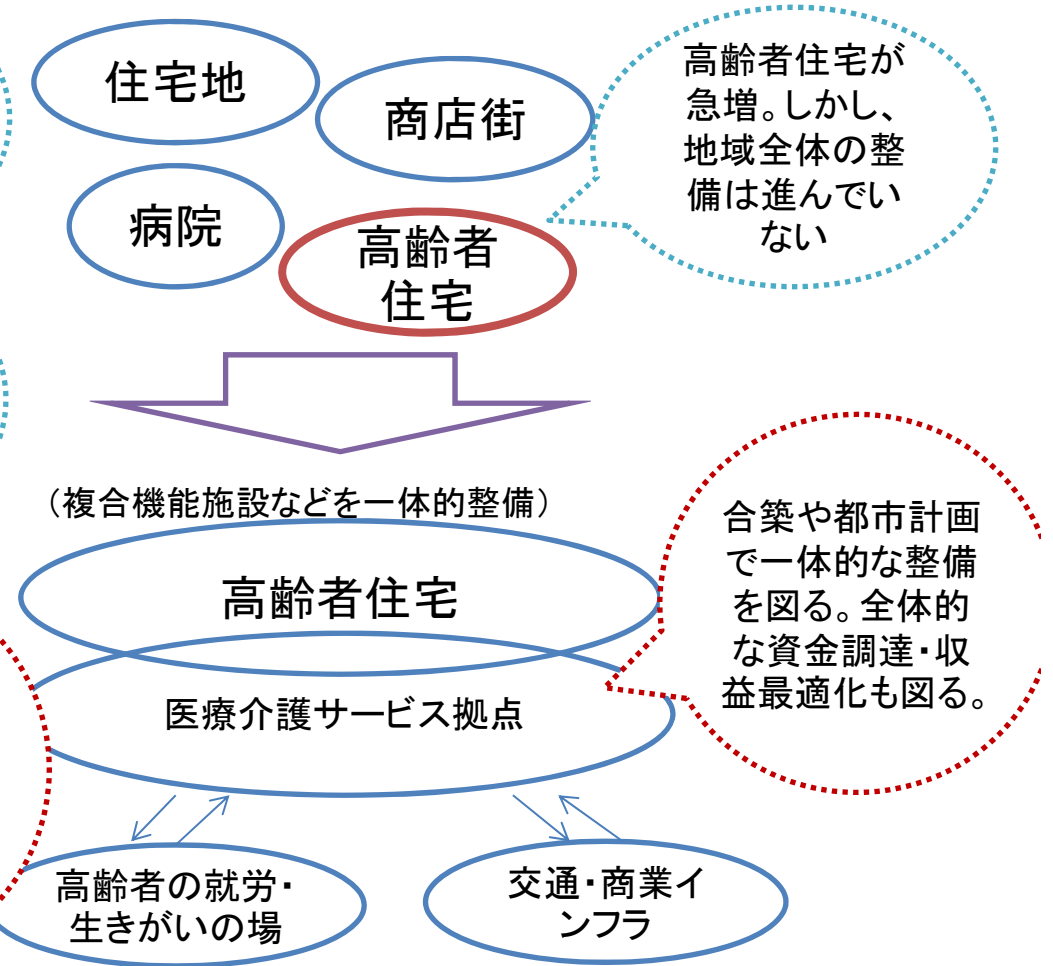 住宅地
商店街
高齢者住宅が
急増。しかし、
地域全体の整
備は進んでい
ない
病院
高齢者
住宅
（複合機能施設などを一体的整備）
高齢者住宅
合築や都市計画
で一体的な整備
を図る。全体的
な資金調達・収
益最適化も図る。
医療介護サービス拠点
高齢者の就労・
生きがいの場
交通・商業イ
ンフラ